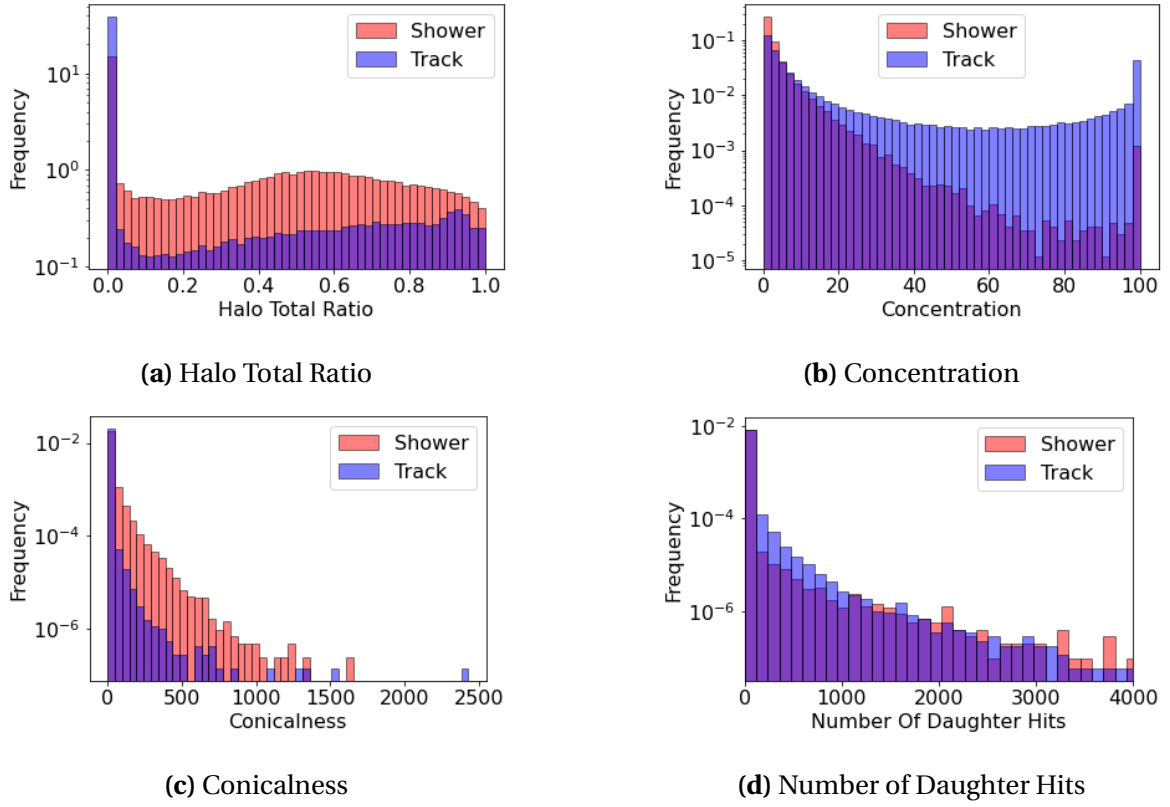 Frequency
10^1
10^0
10^−1
Shower
Track
0.0 0.2 0.4 0.6 0.8 1.0
Halo Total Ratio
(a) Halo Total Ratio
Frequency
10^−1
10^−2
10^−3
10^−4
10^−5
Shower
Track
0 20 40 60 80 100
Concentration
(b) Concentration
Frequency
10^−2
10^−4
10^−6
Shower
Track
0 500 1000 1500 2000 2500
Conicalness
(c) Conicalness
Frequency
10^−2
10^−4
10^−6
Shower
Track
0 1000 2000 3000 4000
Number Of Daughter Hits
(d) Number of Daughter Hits